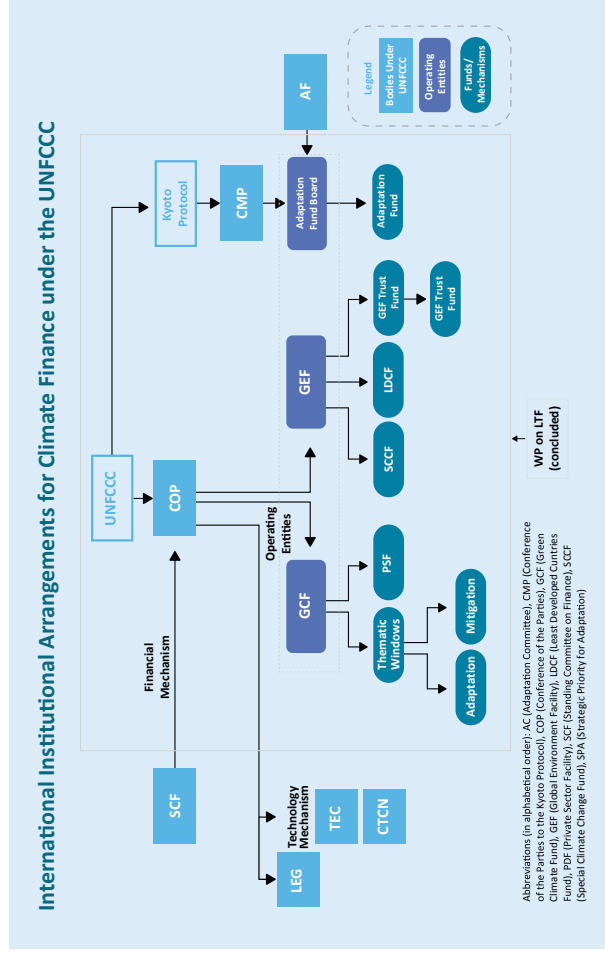 International Institutional Arrangements for Climate Finance under the UNFCCC
UNFCCC
Kyoto
Protocol
SCF
Financial
Mechanism
COP
CMP
AF
LEG
Technology
Mechanism
TEC
CTCN
Operating
Entities
GCF
GEF
Adaptation
Fund Board
Thematic
Windows
PSF
SCCF
LDCF
GEF Trust
Fund
Adaptation
Fund
Adaptation
Mitigation
GEF Trust
Fund
WP on LTF
(concluded)
Legend
Bodies Under
UNFCCC
Operating
Entities
Funds/
Mechanisms
Abbreviations (in alphabetical order): AC (Adaptation Committee), CMP (Conference
of the Parties to the Kyoto Protocol), COP (Conference of the Parties), GCF (Green
Climate Fund), GEF (Global Environment Facility), LDCF (Least Developed Cuntries
Fund), PDF (Private Sector Facility), SCF (Standing Committee on Finance), SCCF
(Special Climate Change Fund), SPA (Strategic Priority for Adaptation)